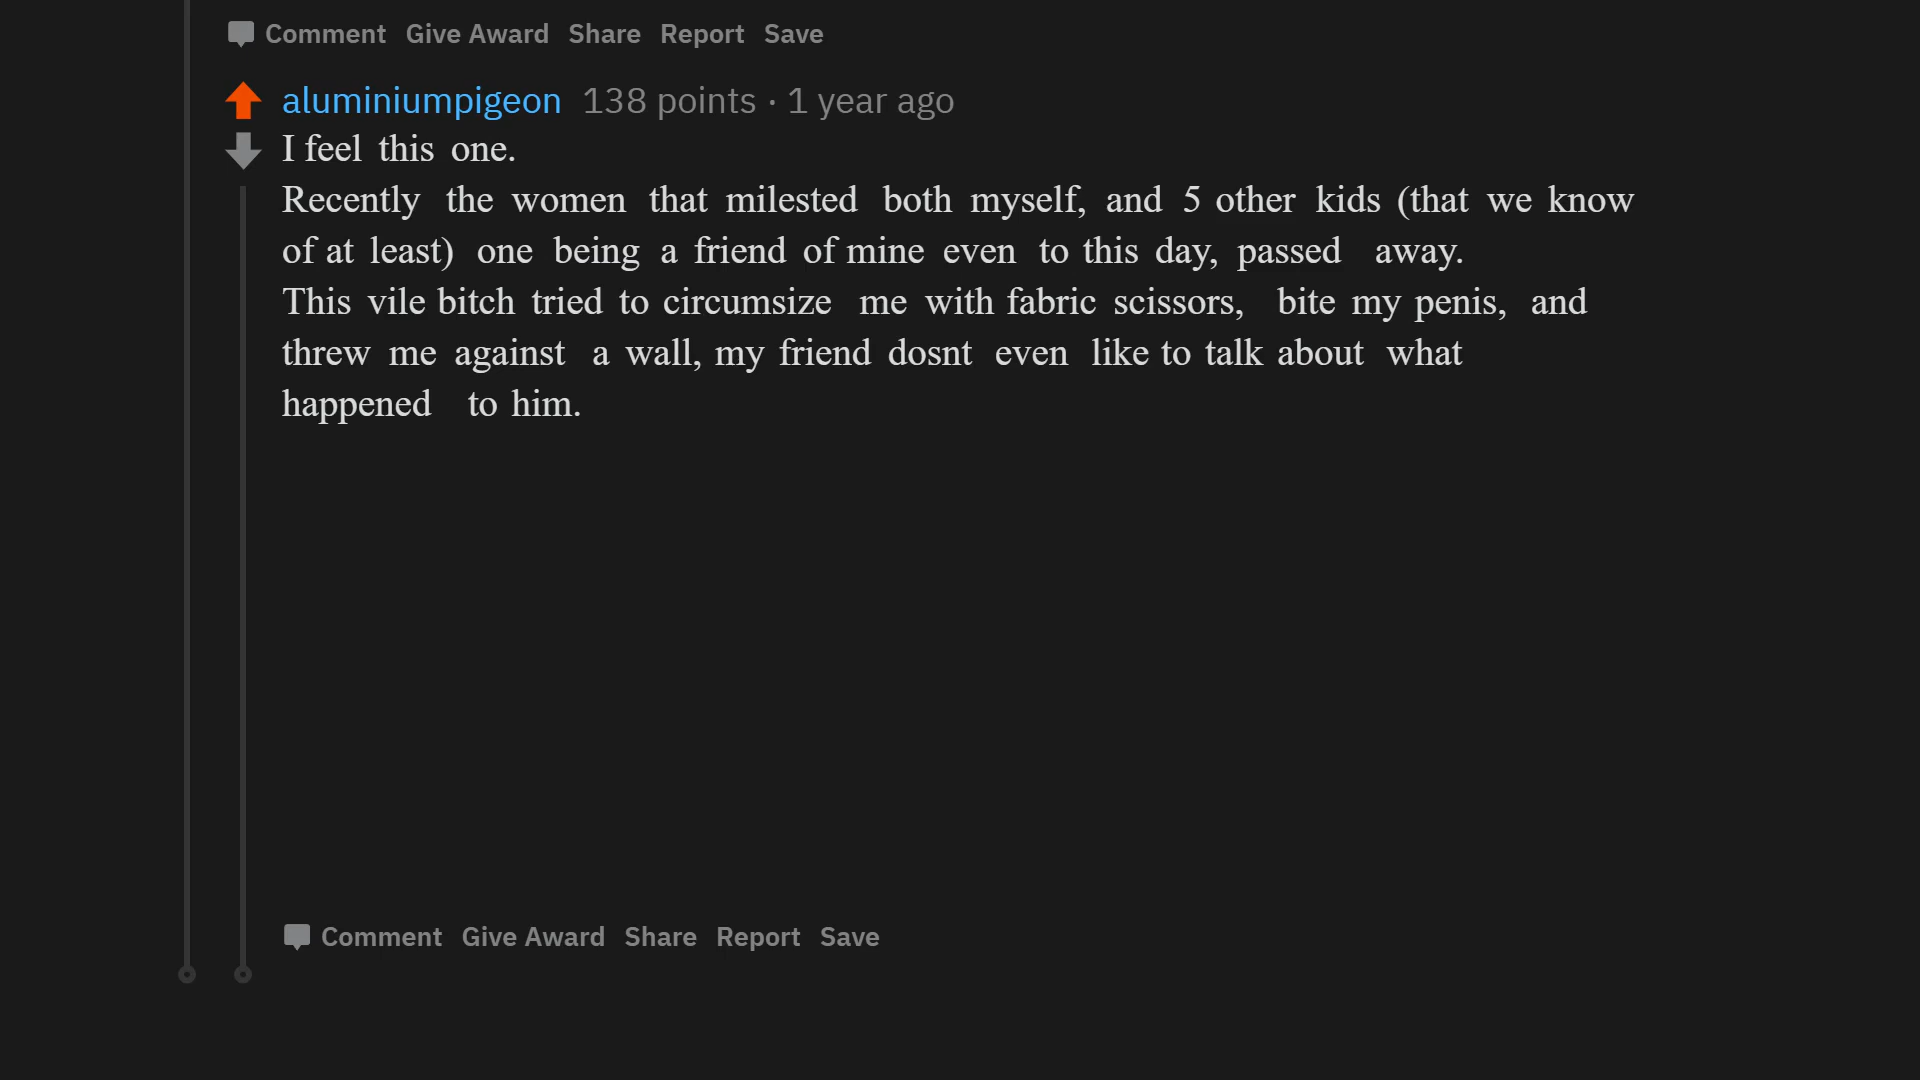 Comment Give Award Share Report Save
aluminiumpigeon 138 points · 1 year ago
I feel this one.
Recently the women that milested both myself, and 5 other kids (that we know
of at least) one being a friend of mine even to this day, passed away.
This vile bitch tried to circumsize me with fabric scissors, bite my penis, and
threw me against a wall, my friend dosnt even like to talk about what
happened to him.
Comment Give Award Share Report Save